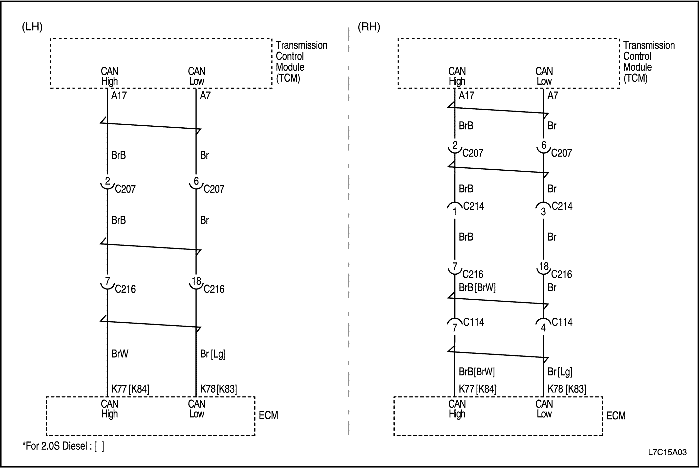 (LH)
Transmission
Control
Module
(TCM)
CAN
High
CAN
Low
A17
A7
BrB
Br
2
C207
6
C207
BrB
Br
7
C216
18
C216
BrW
Br [Lg]
K77 [K84]
K78 [K83]
CAN
High
CAN
Low
ECM
*For 2.0S Diesel : [ ]
(RH)
Transmission
Control
Module
(TCM)
CAN
High
CAN
Low
A17
A7
BrB
Br
2
C207
6
C207
BrB
Br
C214
1
C214
3
BrB
Br
7
C216
18
C216
BrB [BrW]
Br
C114
7
C114
4
BrB [BrW]
Br [Lg]
K77 [K84]
K78 [K83]
CAN
High
CAN
Low
ECM
L7C15A03